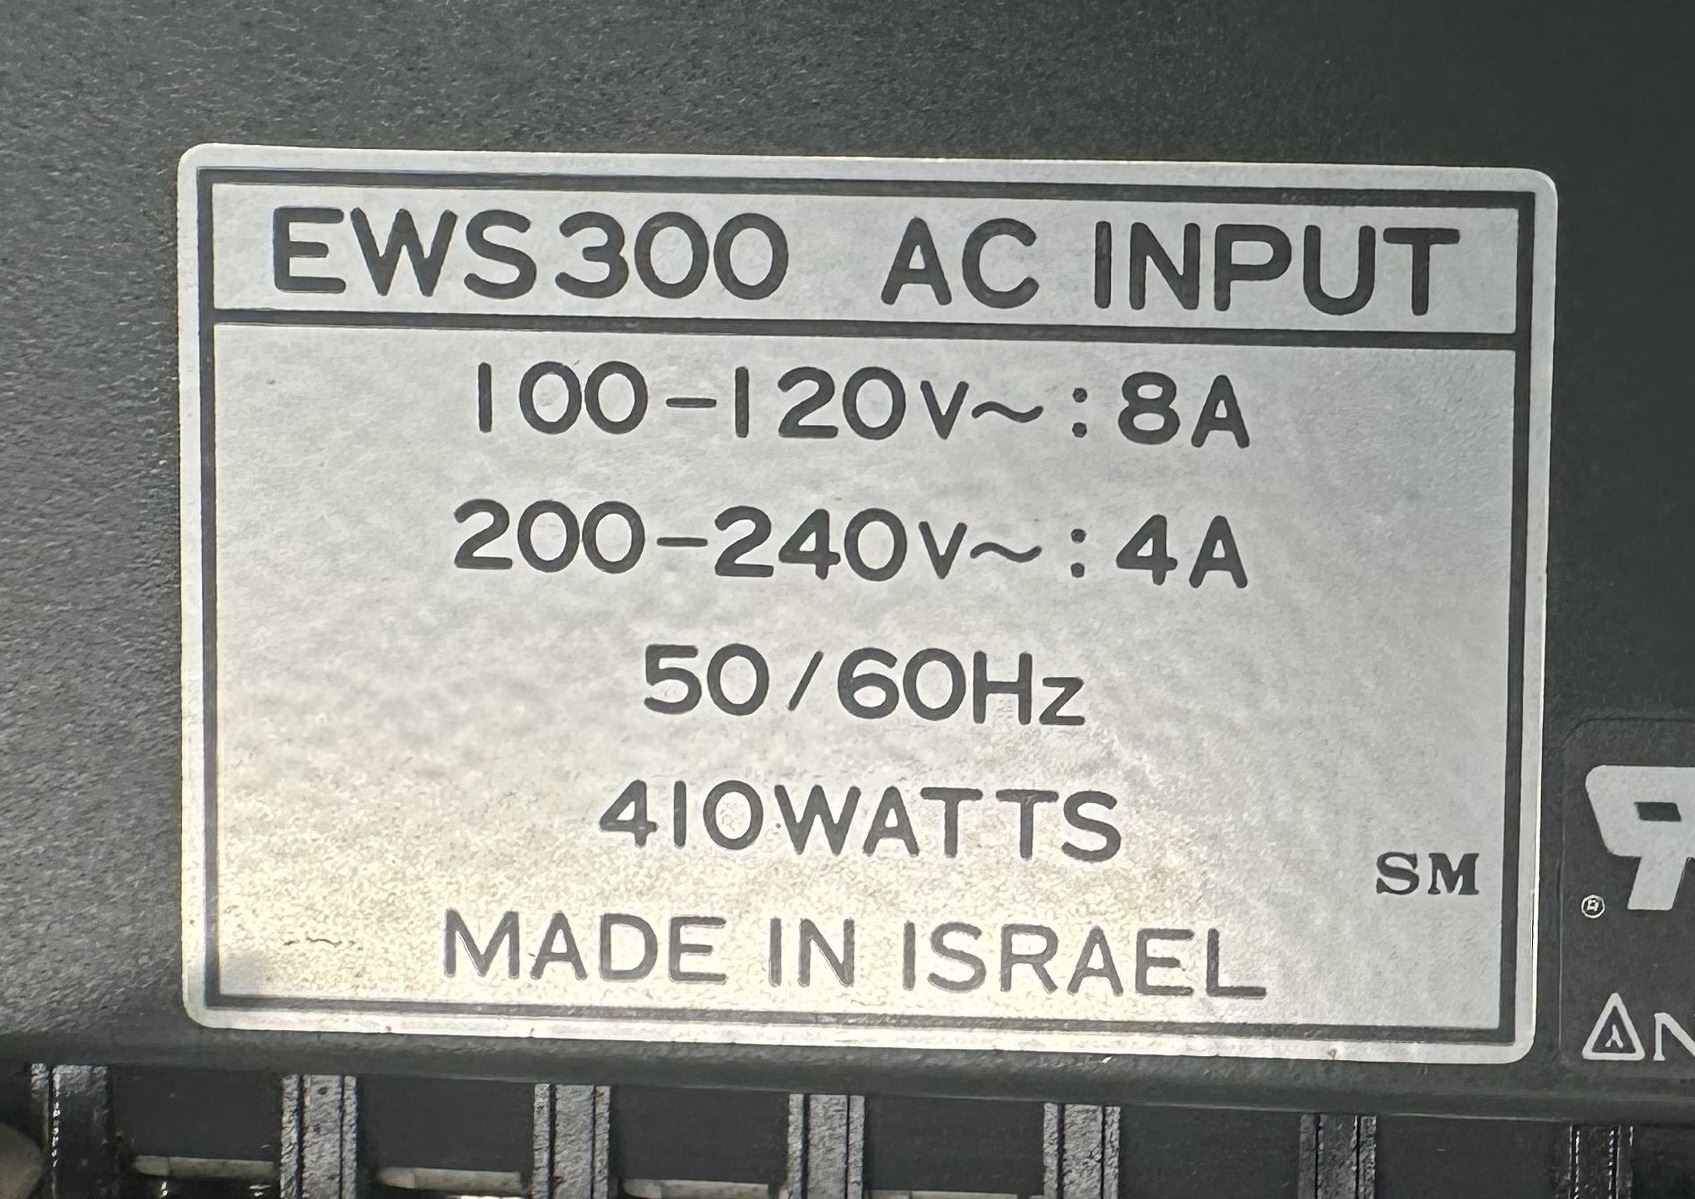 EWS300 AC INPUT
100-120V~:8A
200-240V~:4A
50/60Hz
410WATTS
SM
MADE IN ISRAEL
®